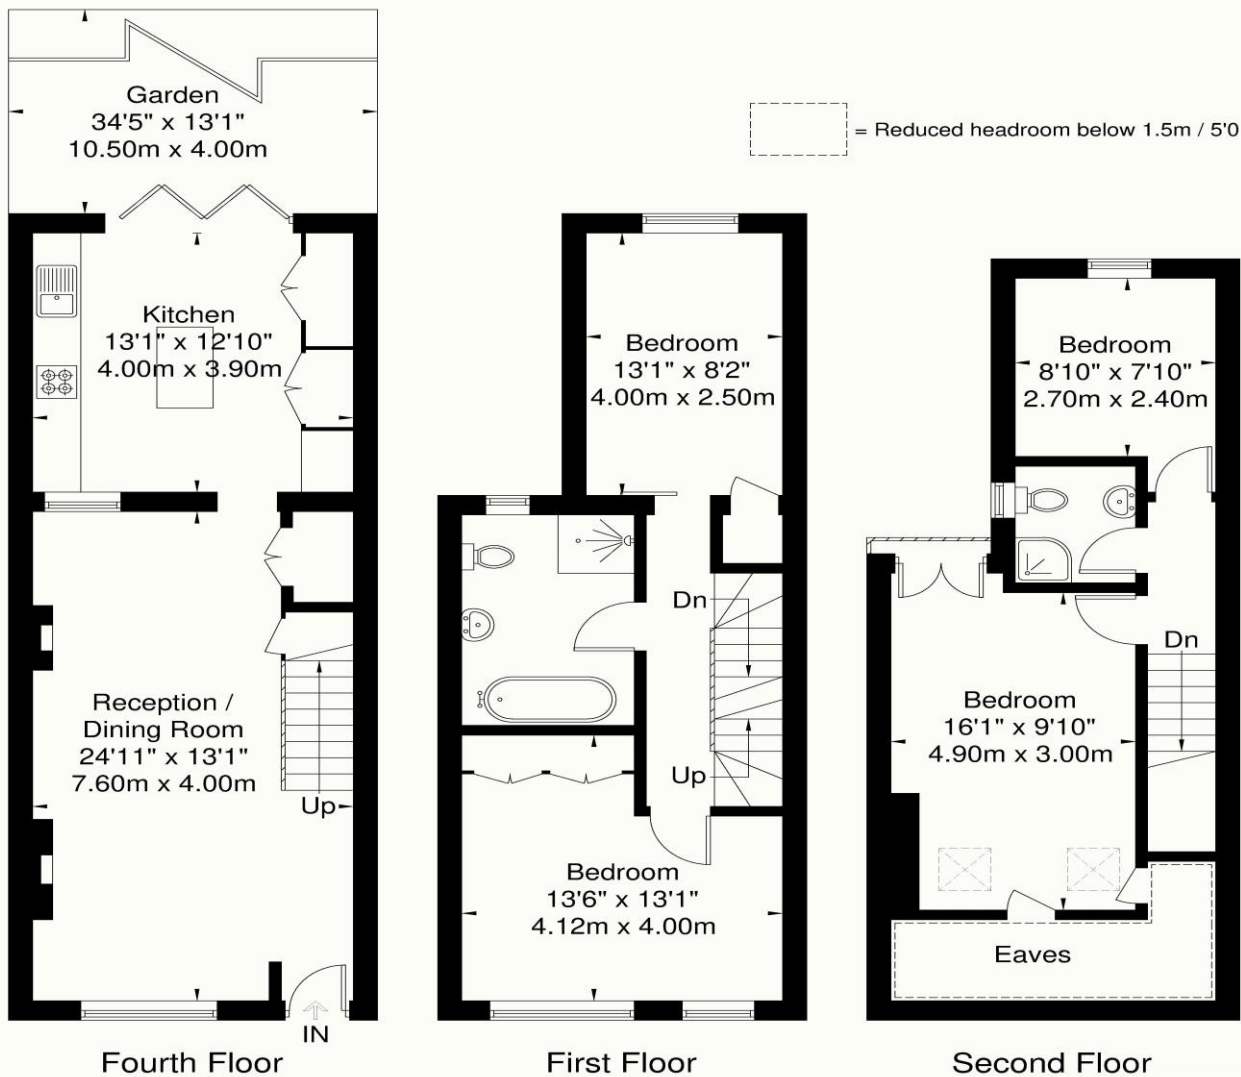 Garden
34'5" x 13'1"
10.50m x 4.00m
= Reduced headroom below 1.5m / 5'0
Kitchen
13'1" x 12'10"
4.00m x 3.90m
Reception /
Dining Room
24'11" x 13'1"
7.60m x 4.00m
Up
IN
Fourth Floor
Bedroom
13'1" x 8'2"
4.00m x 2.50m
Dn
Up
Bedroom
13'6" x 13'1"
4.12m x 4.00m
First Floor
Bedroom
8'10" x 7'10"
2.70m x 2.40m
Dn
Bedroom
16'1" x 9'10"
4.90m x 3.00m
Eaves
Second Floor